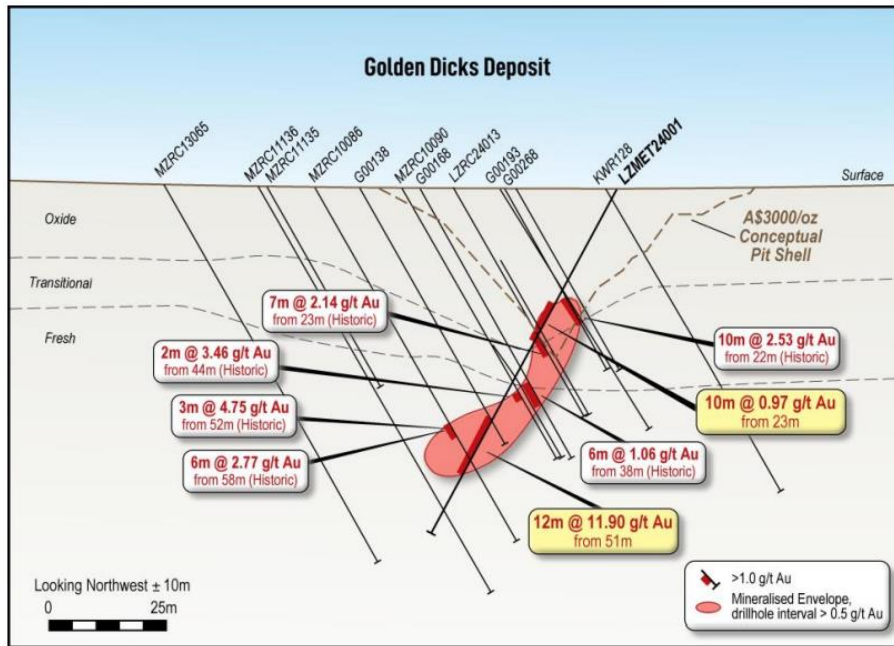 Golden Dicks Deposit
MZRC13065
MZRC11136
MZRC11135
MZRC10086
G00138
MZRC10090
G00168
LZRC24013
G00193
G00268
KWR128
LZMET24001
Surface
Oxide
A$3000/oz
Conceptual
Pit Shell
Transitional
Fresh
7m @ 2.14 g/t Au
from 23m (Historic)
2m @ 3.46 g/t Au
from 44m (Historic)
10m @ 2.53 g/t Au
from 22m (Historic)
3m @ 4.75 g/t Au
from 52m (Historic)
10m @ 0.97 g/t Au
from 23m
6m @ 2.77 g/t Au
from 58m (Historic)
6m @ 1.06 g/t Au
from 38m (Historic)
12m @ 11.90 g/t Au
from 51m
Looking Northwest ± 10m
0 25m
>1.0 g/t Au
Mineralised Envelope,
drillhole interval > 0.5 g/t Au